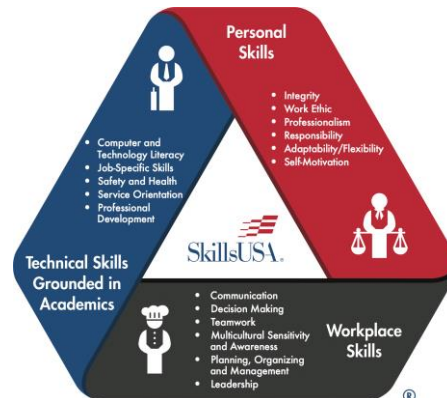 Personal
Skills
• Integrity
• Work Ethic
• Professionalism
• Responsibility
• Adaptability/Flexibility
• Self-Motivation
• Computer and
Technology Literacy
• Job-Specific Skills
• Safety and Health
• Service Orientation
• Professional
Development
SkillsUSA®
Technical Skills
Grounded in
Academics
• Communication
• Decision Making
• Teamwork
• Multicultural Sensitivity
and Awareness
• Planning, Organizing
and Management
• Leadership
Workplace
Skills
®